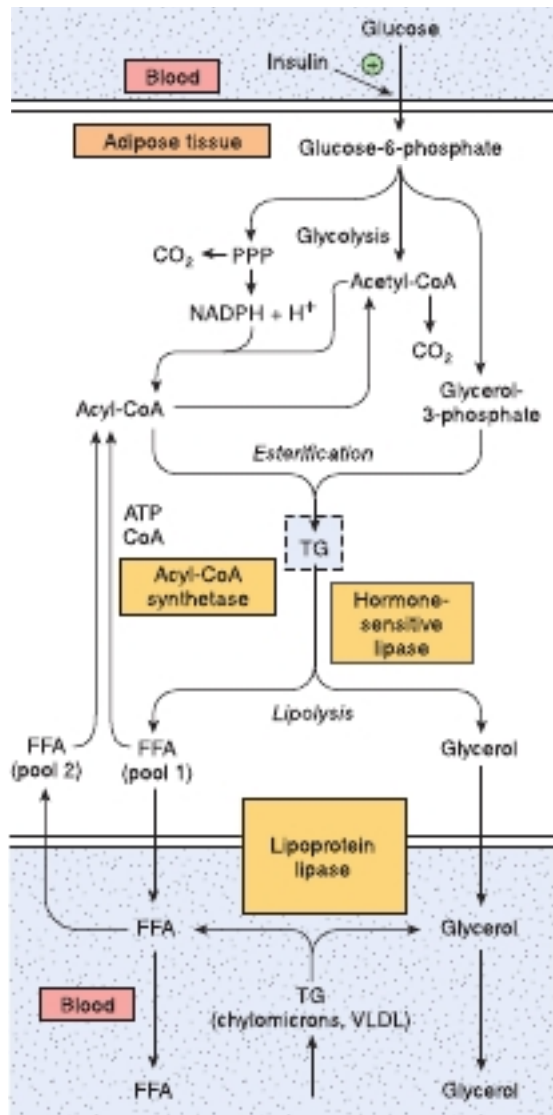 Glucose
Insulin
+
Blood
Adipose tissue
Glucose-6-phosphate
Glycolysis
CO₂
PPP
Acetyl-CoA
NADPH + H⁺
CO₂
Acyl-CoA
Glycerol-
3-phosphate
Esterification
ATP
CoA
TG
Acyl-CoA
synthetase
Hormone-
sensitive
lipase
Lipolysis
FFA
(pool 2)
FFA
(pool 1)
Glycerol
Lipoprotein
lipase
FFA
Glycerol
Blood
TG
(chylomicrons, VLDL)
FFA
Glycerol